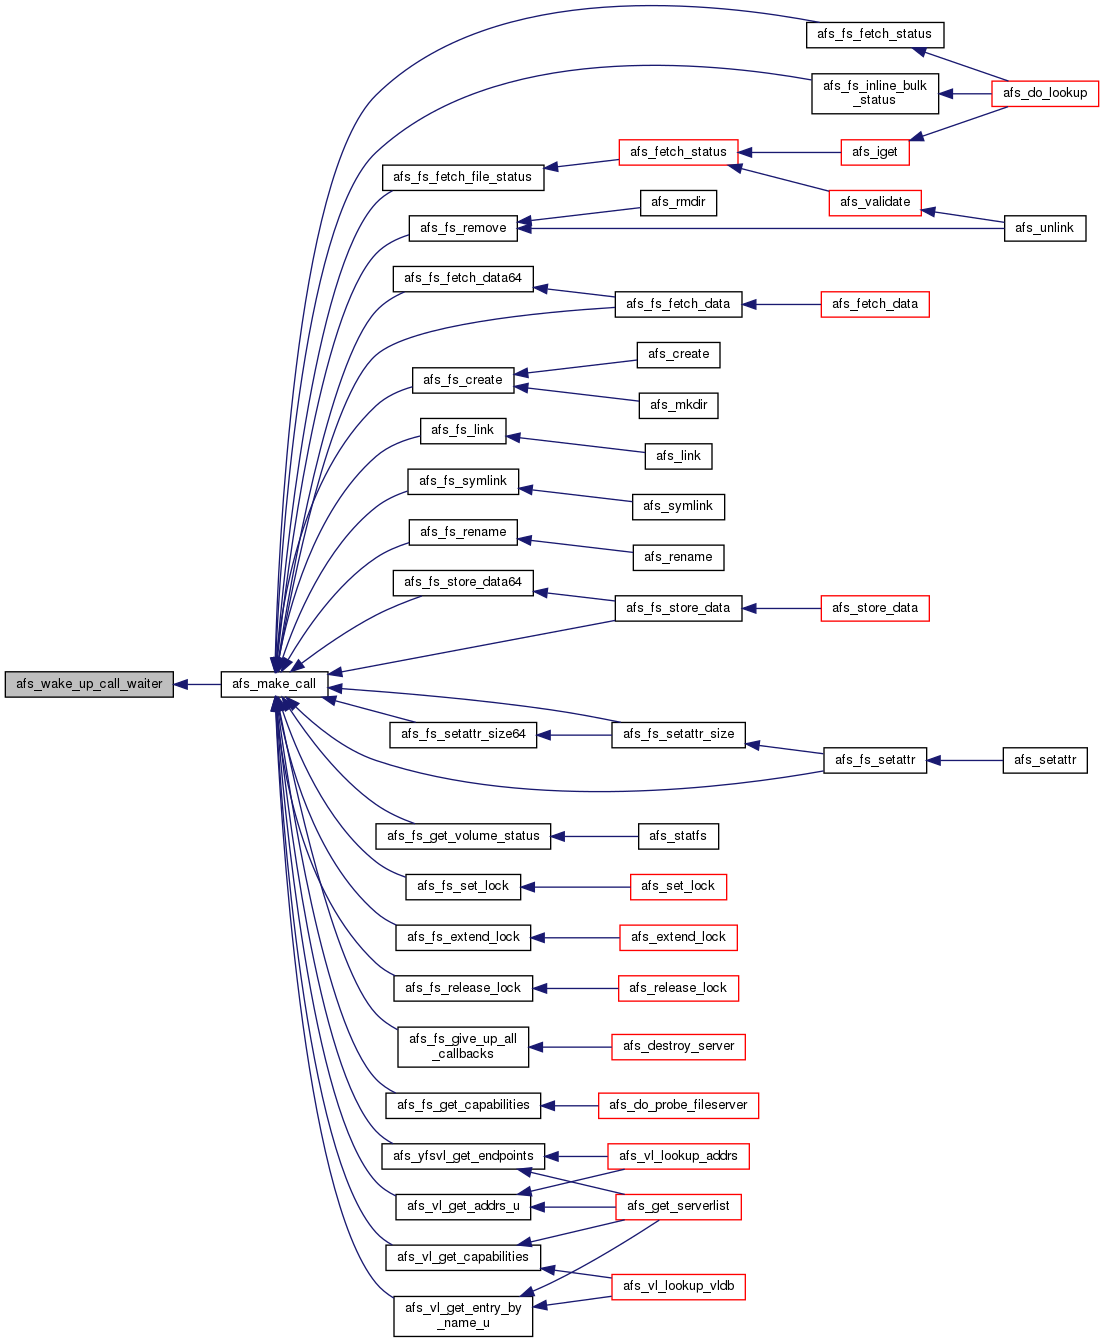 afs_fs_fetch_status
afs_fs_inline_bulk
_status
afs_do_lookup
afs_fetch_status
afs_iget
afs_fs_fetch_file_status
afs_rmdir
afs_validate
afs_fs_remove
afs_unlink
afs_fs_fetch_data64
afs_fs_fetch_data
afs_fetch_data
afs_create
afs_fs_create
afs_mkdir
afs_fs_link
afs_link
afs_fs_symlink
afs_symlink
afs_fs_rename
afs_rename
afs_fs_store_data64
afs_fs_store_data
afs_store_data
afs_wake_up_call_waiter
afs_make_call
afs_fs_setattr_size64
afs_fs_setattr_size
afs_fs_setattr
afs_setattr
afs_fs_get_volume_status
afs_statfs
afs_fs_set_lock
afs_set_lock
afs_fs_extend_lock
afs_extend_lock
afs_fs_release_lock
afs_release_lock
afs_fs_give_up_all
_callbacks
afs_destroy_server
afs_fs_get_capabilities
afs_do_probe_fileserver
afs_yfsvl_get_endpoints
afs_vl_lookup_addrs
afs_vl_get_addrs_u
afs_get_serverlist
afs_vl_get_capabilities
afs_vl_lookup_vldb
afs_vl_get_entry_by
_name_u